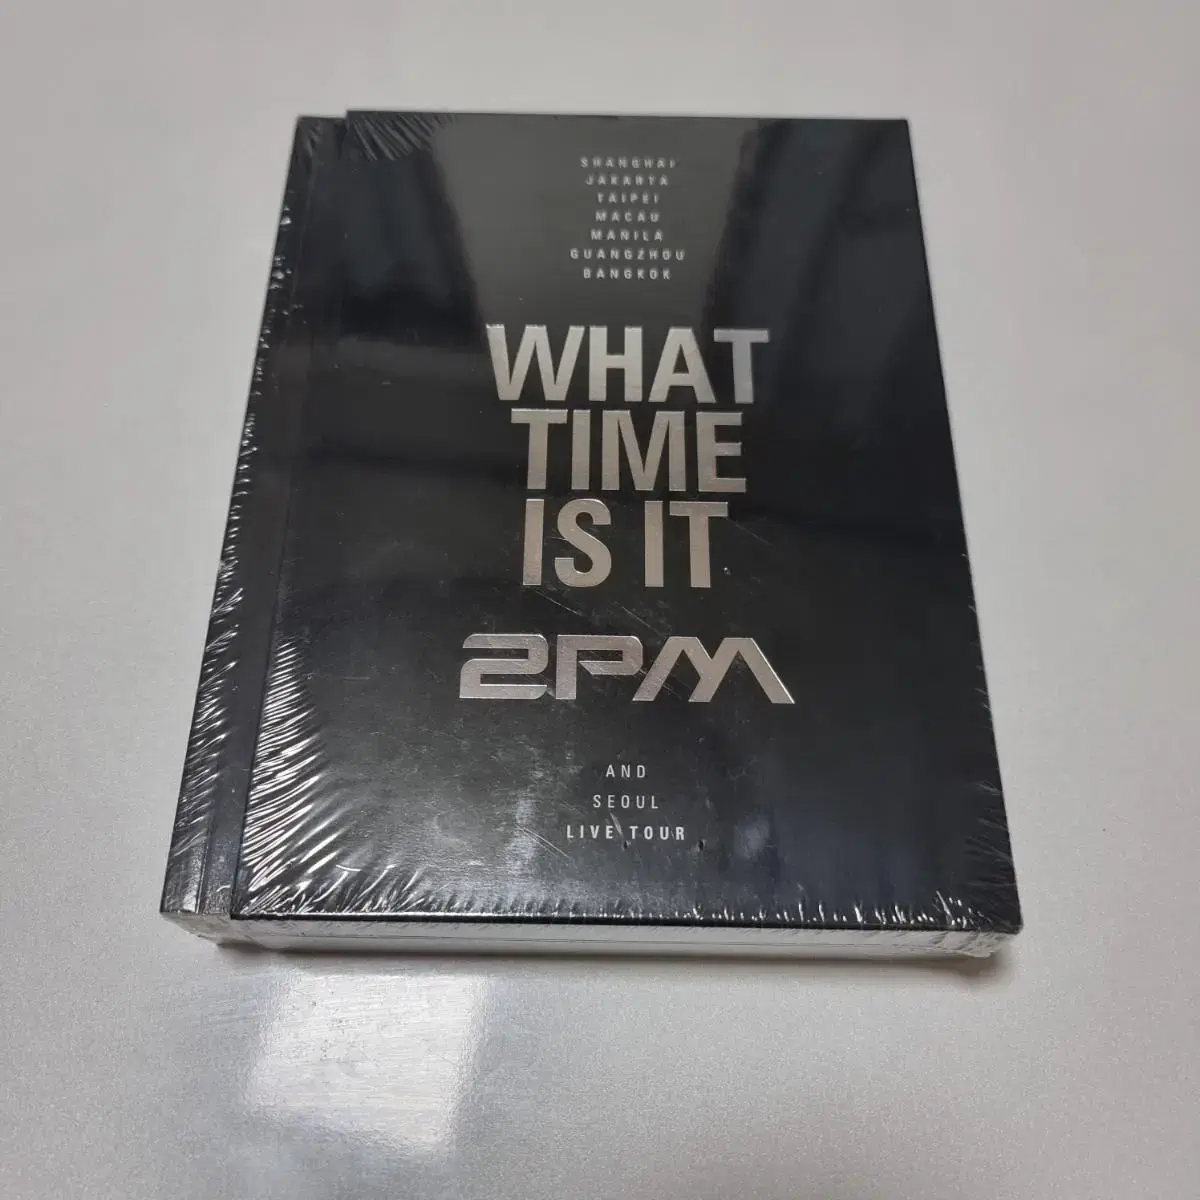 SHANGHAI
JAKARTA
TAIPEI
MACAU
MANILA
GUANGZHOU
BANGKOK
WHAT
TIME
IS IT
2PM
AND
SEOUL
LIVE TOUR